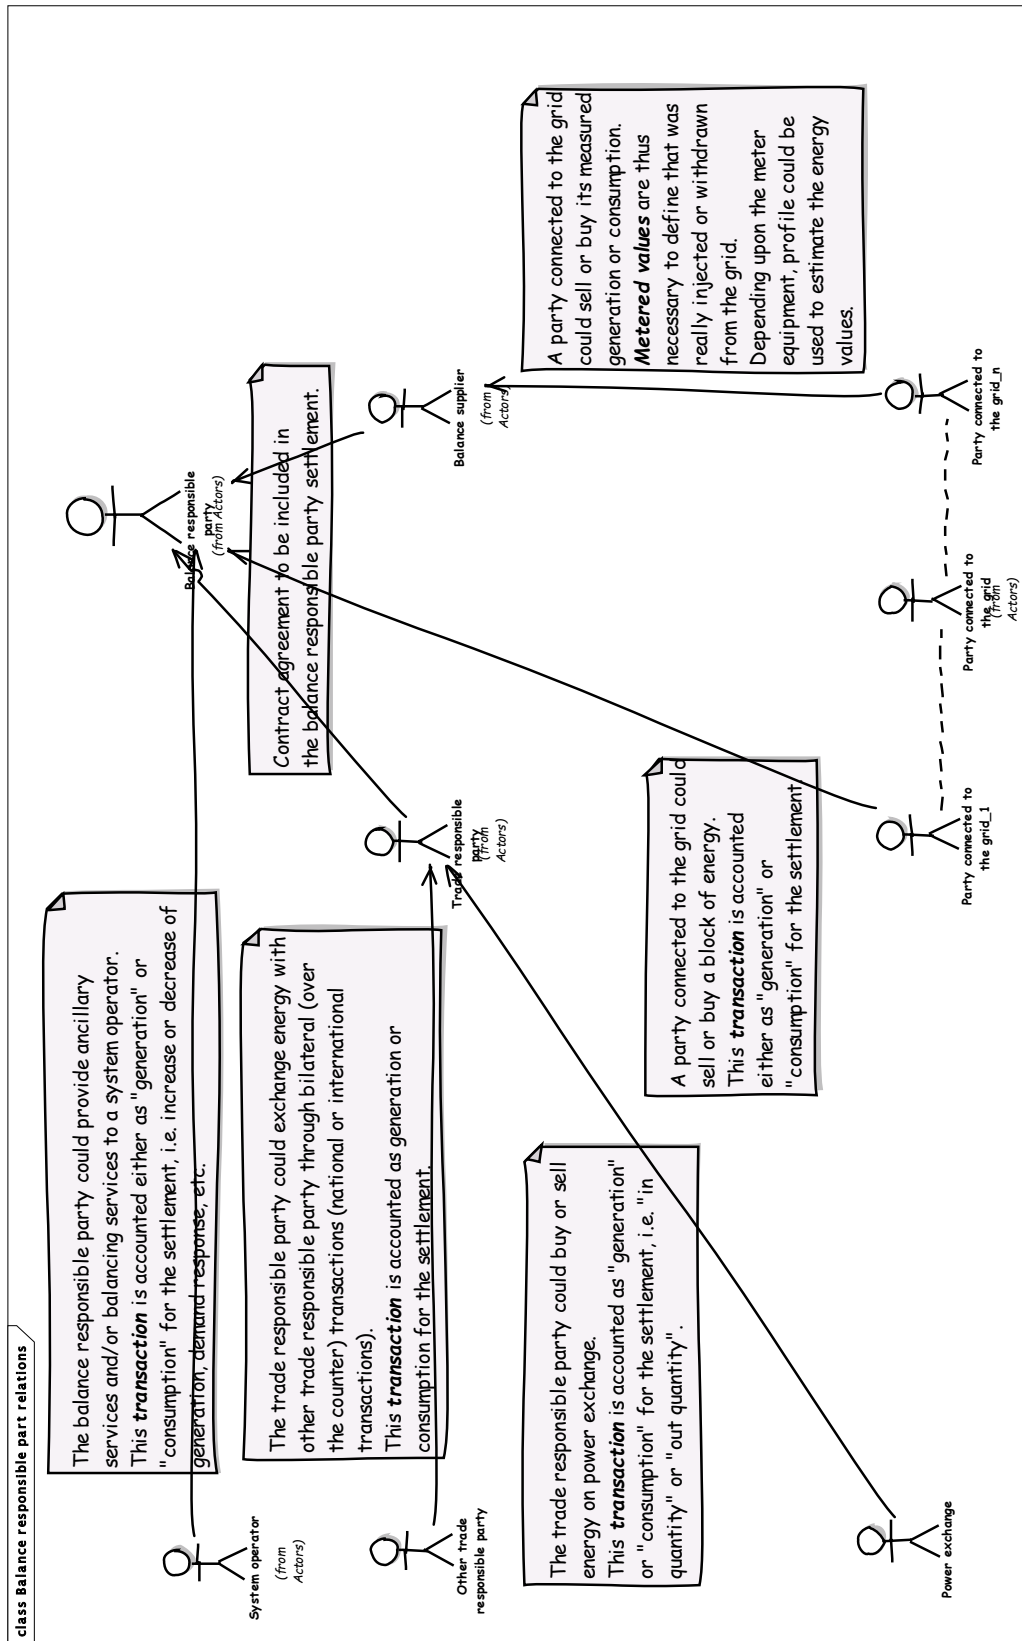 class Balance responsible part relations
The balance responsible party could provide ancillary
services and/or balancing services to a system operator.
This transaction is accounted either as "generation" or
"consumption" for the settlement, i.e. increase or decrease of
generation, demand response, etc.
System operator
(from
Actors)
Balance responsible
party
(from Actors)
Contract agreement to be included in
the balance responsible party settlement.
The trade responsible party could exchange energy with
other trade responsible party through bilateral (over
the counter) transactions (national or international
transactions).
This transaction is accounted as generation or
consumption for the settlement.
Other trade
responsible party
Trade responsible
party
(from
Actors)
Balance supplier
(from
Actors)
The trade responsible party could buy or sell
energy on power exchange.
This transaction is accounted as "generation"
or "consumption" for the settlement, i.e. "in
quantity" or "out quantity".
A party connected to the grid could
sell or buy a block of energy.
This transaction is accounted
either as "generation" or
"consumption" for the settlement.
A party connected to the grid
could sell or buy its measured
generation or consumption.
Metered values are thus
necessary to define that was
really injected or withdrawn
from the grid.
Depending upon the meter
equipment, profile could be
used to estimate the energy
values.
Power exchange
Party connected to
the grid_1
Party connected to
the grid
(from
Actors)
Party connected to
the grid_n